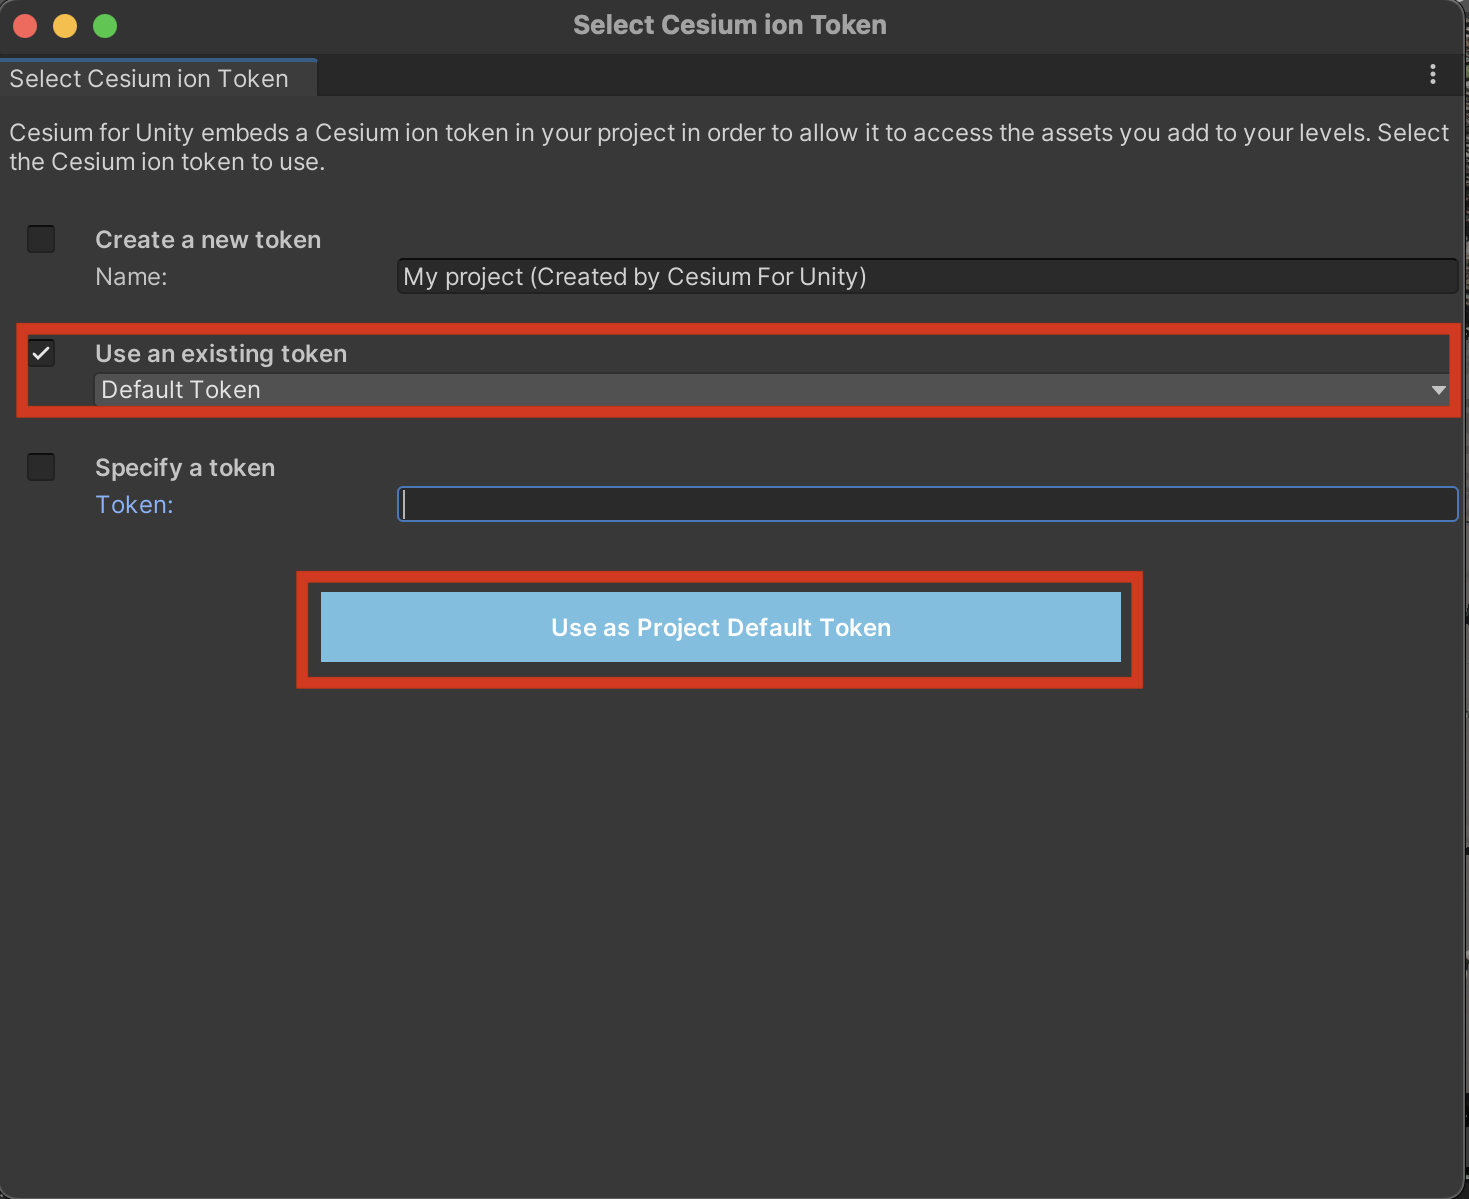 Select Cesium ion Token
Select Cesium ion Token
Cesium for Unity embeds a Cesium ion token in your project in order to allow it to access the assets you add to your levels. Select
the Cesium ion token to use.
Create a new token
Name:
My project (Created by Cesium For Unity)
Use an existing token
Default Token
Specify a token
Token:
Use as Project Default Token